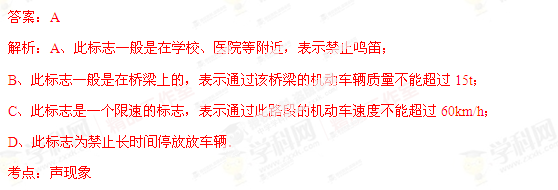 答案：A
解析：A、此标志一般是在学校、医院等附近，表示禁止鸣笛；
B、此标志一般是在桥梁上的，表示通过该桥梁的机动车辆质量不能超过 15t；
C、此标志是一个限速的标志，表示通过此路段的机动车速度不能超过 60km/h；
D、此标志为禁止长时间停放放车辆.
考点：声现象